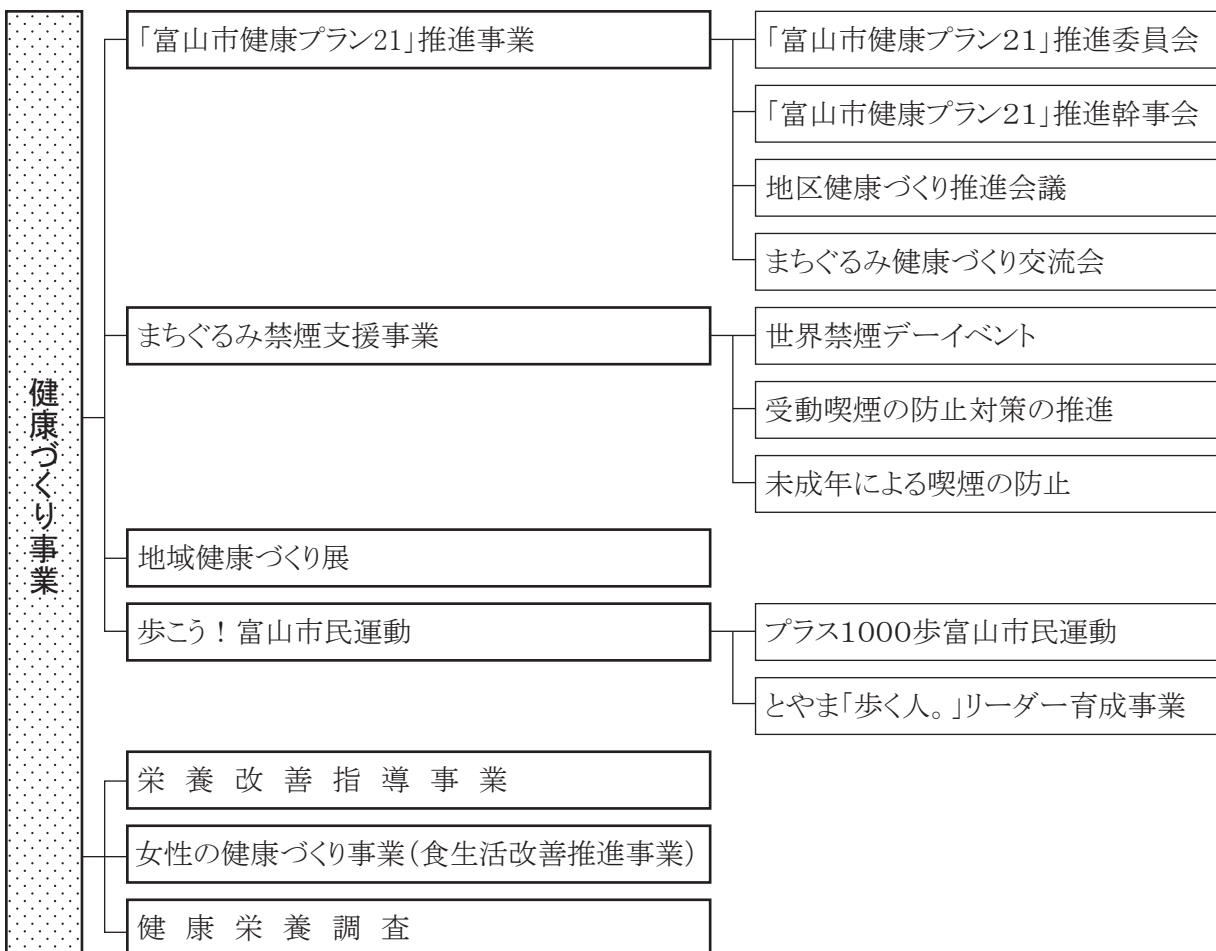 健康づくり事業
「富山市健康プラン21」推進事業
「富山市健康プラン21」推進委員会
「富山市健康プラン21」推進幹事会
地区健康づくり推進会議
まちぐるみ健康づくり交流会
まちぐるみ禁煙支援事業
世界禁煙デーイベント
受動喫煙の防止対策の推進
未成年による喫煙の防止
地域健康づくり展
歩こう！富山市民運動
プラス1000歩富山市民運動
とやま「歩く人。」リーダー育成事業
栄養改善指導事業
女性の健康づくり事業（食生活改善推進事業）
健康栄養調査